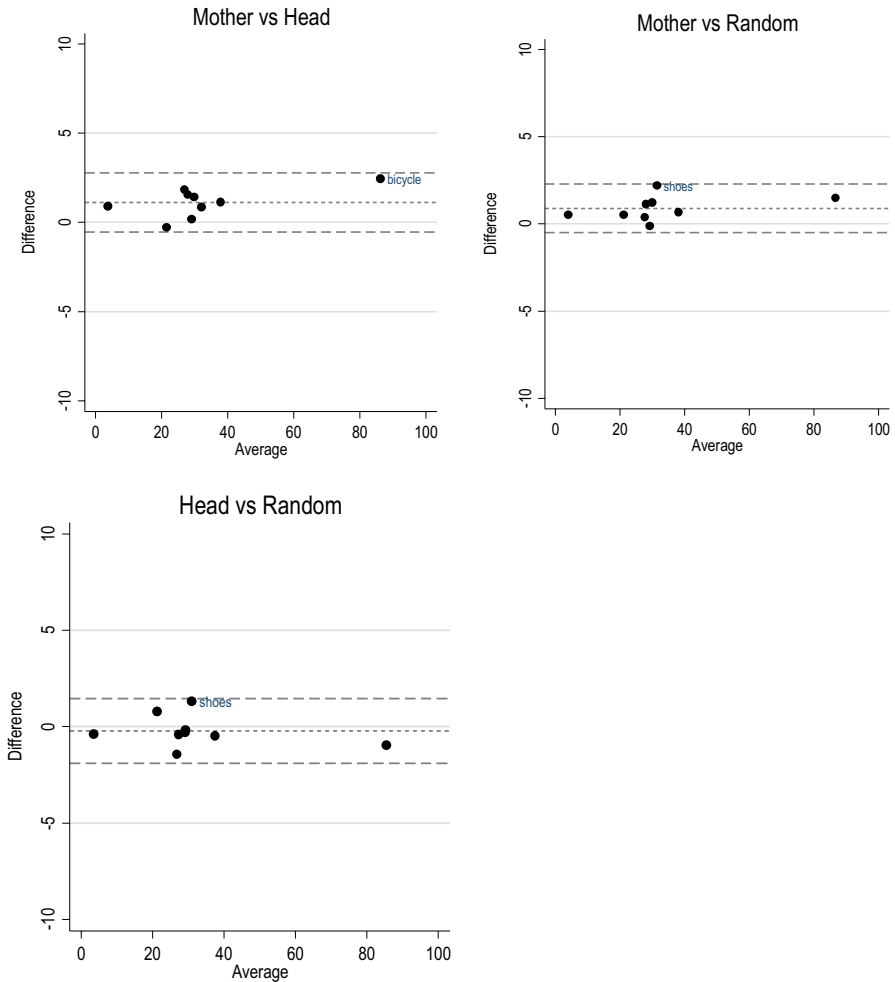 Mother vs Head
10
5
0
-5
-10
Difference
bicycle
0 20 40 60 80 100
Average
Mother vs Random
10
5
0
-5
-10
Difference
shoes
0 20 40 60 80 100
Average
Head vs Random
10
5
0
-5
-10
Difference
shoes
0 20 40 60 80 100
Average